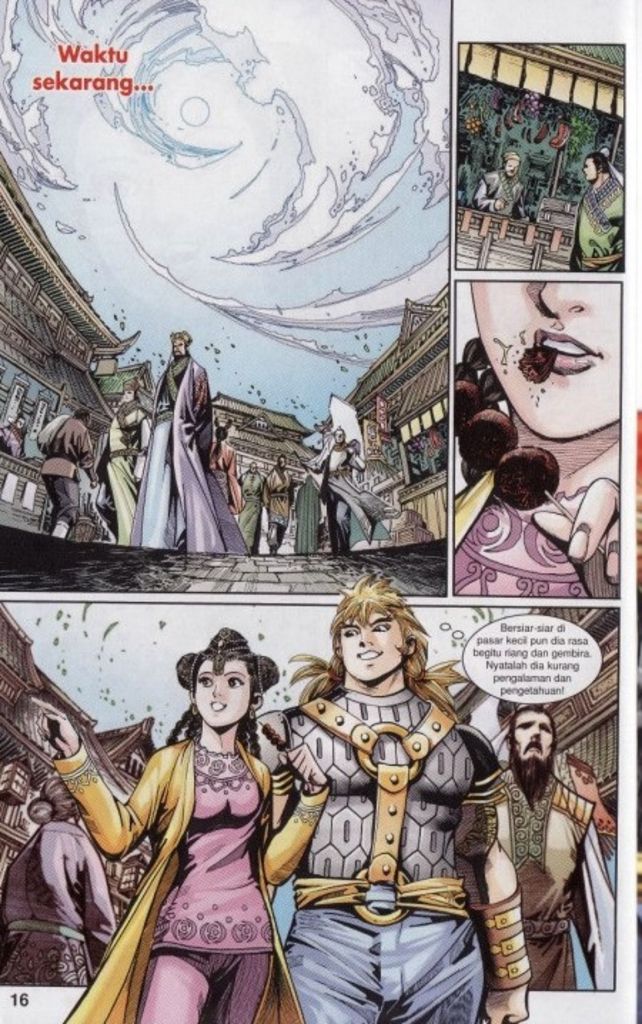 Waktu
sekarang...
Bersiar-siar di
pasar kecil pun dia rasa
begitu riang dan gembira.
Nyatalah dia kurang
pengalaman dan
pengetahuan!
16